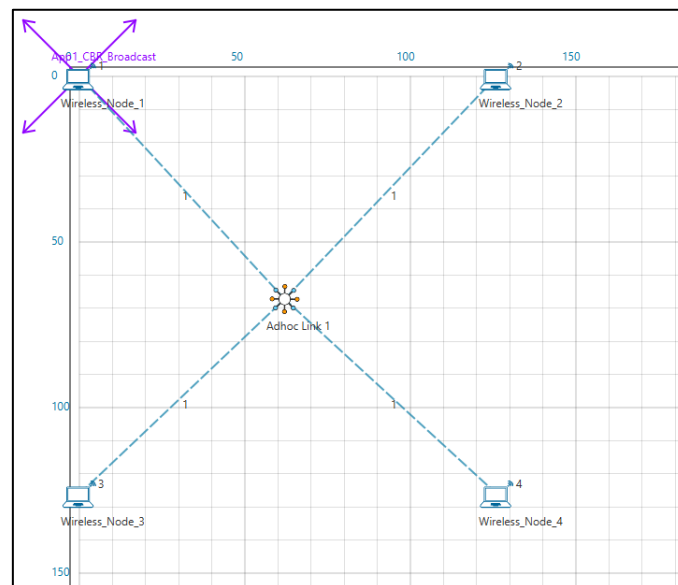 0 50 100 150
App1_CBR_Broadcast
0
1
2
Wireless_Node_1
Wireless_Node_2
1
1
50
Adhoc Link 1
100
1
1
3
4
Wireless_Node_3
Wireless_Node_4
150